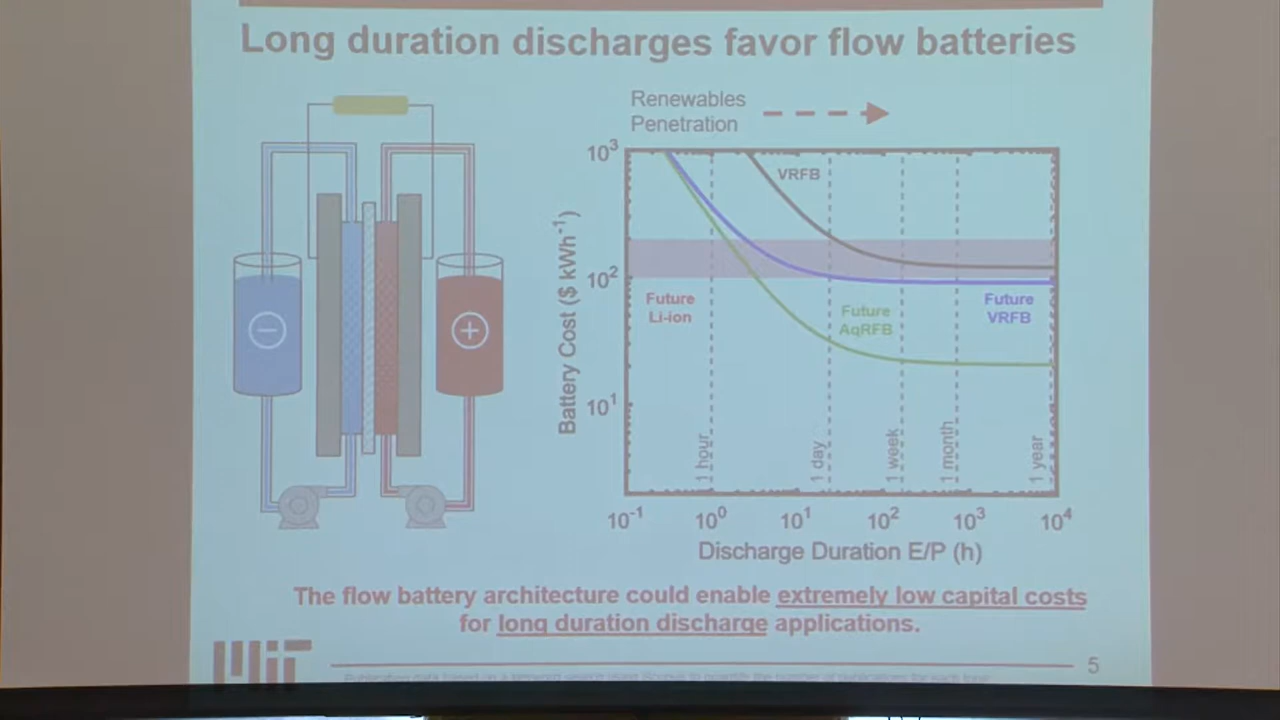 Long duration discharges favor flow batteries
Renewables
Penetration
10³
10²
10¹
Battery Cost ($ kWh⁻¹)
VRFB
Future
Li-ion
Future
AqRFB
Future
VRFB
1 hour
1 day
1 week
1 month
1 year
10⁻¹
10⁰
10¹
10²
10³
10⁴
Discharge Duration E/P (h)
−
+
The flow battery architecture could enable extremely low capital costs
for long duration discharge applications.
MIT
5